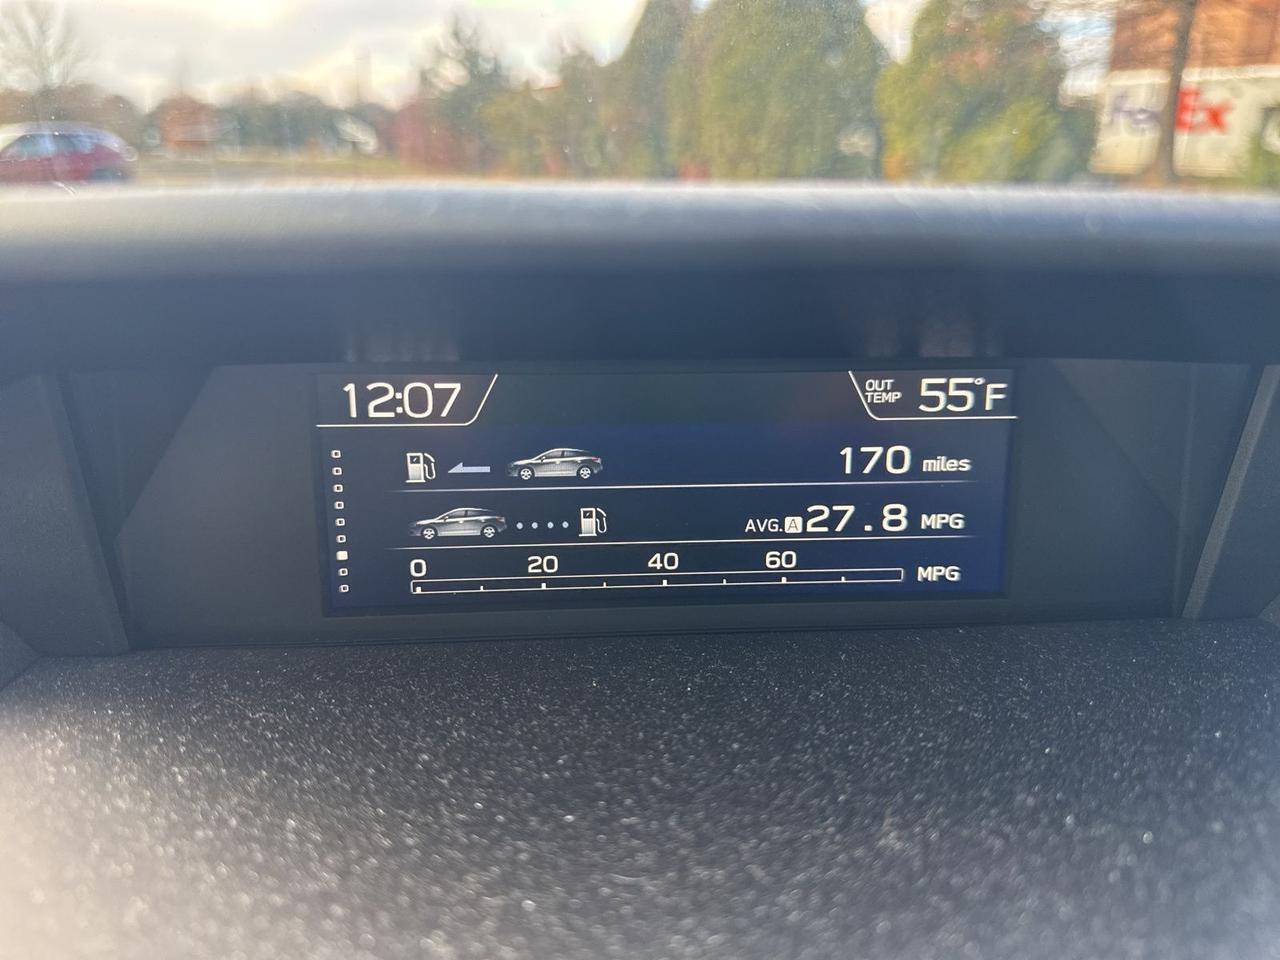 FedEx
12:07
OUT TEMP 55°F
170 miles
AVG. A 27.8 MPG
0 20 40 60
MPG